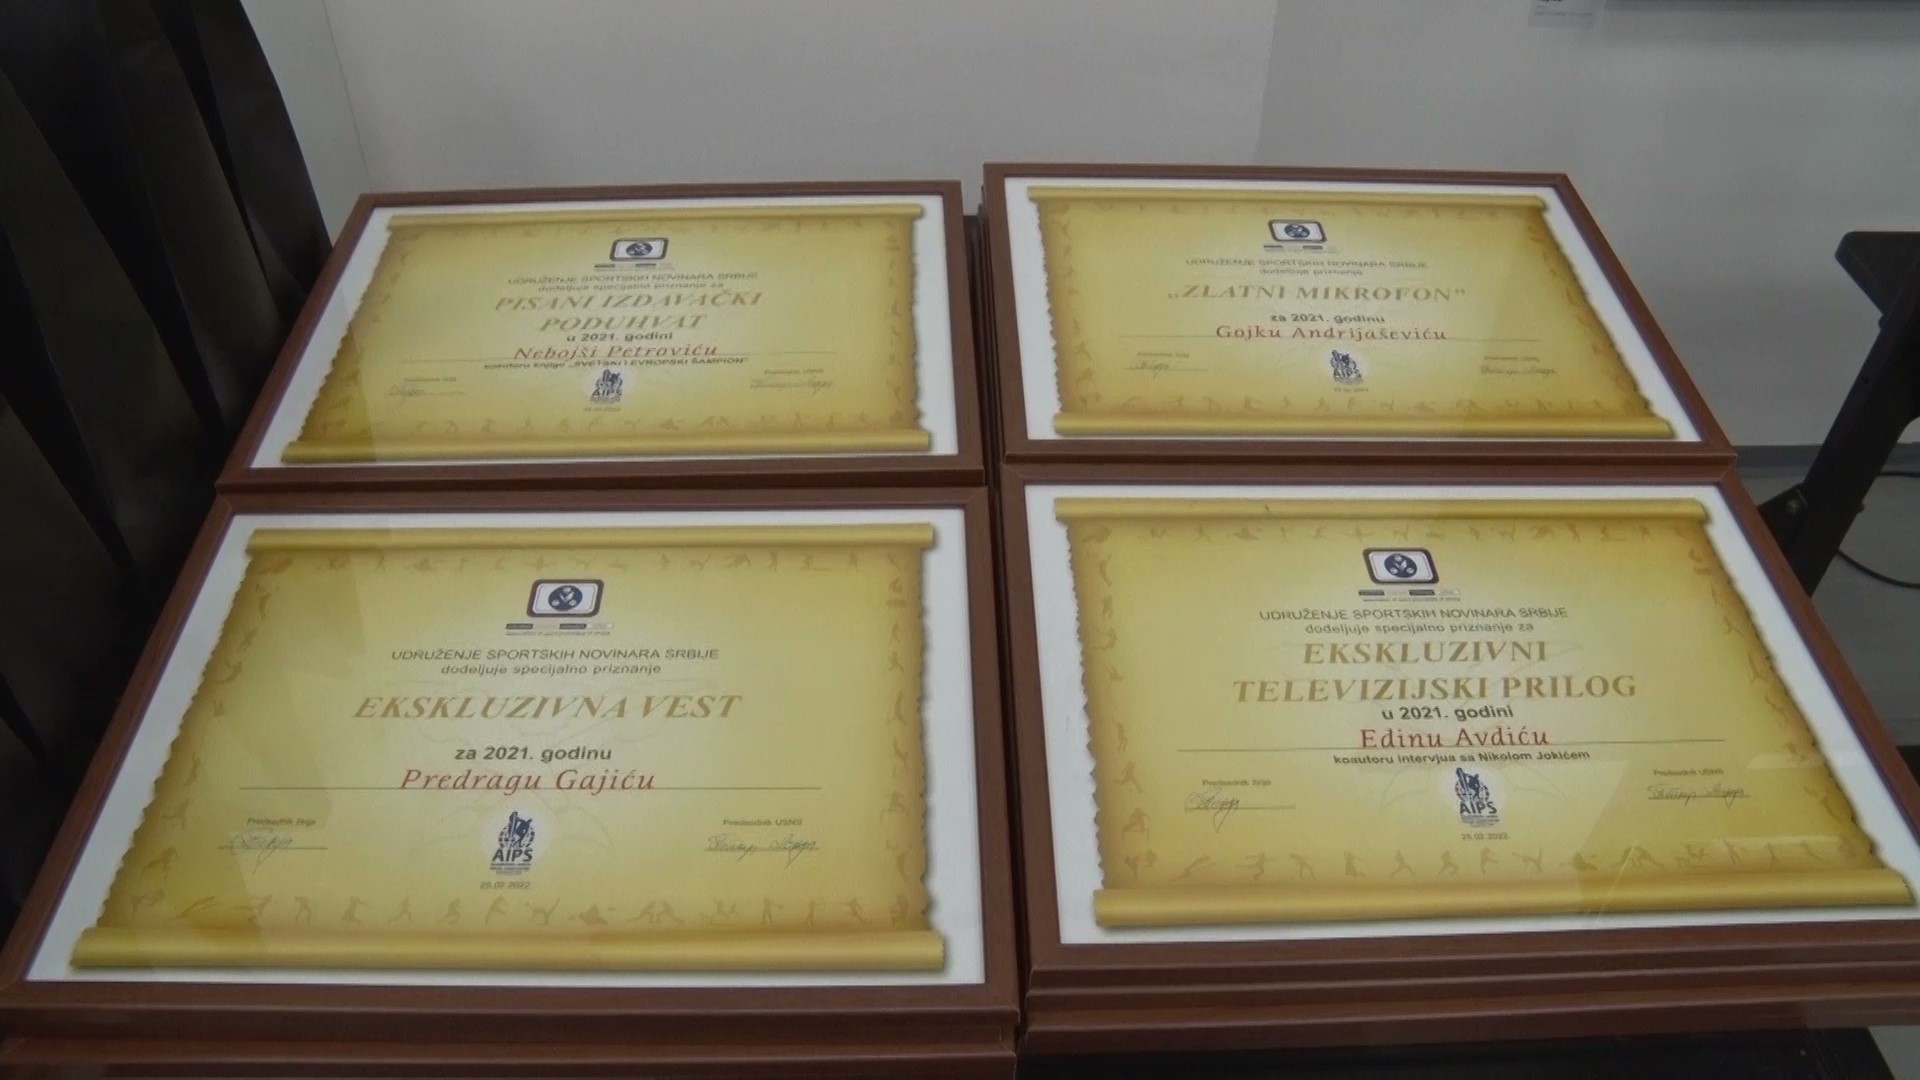 UDRUŽENJE SPORTSKIH NOVINARA SRBIJE
dodeljuje specijalno priznanje za
PISANI IZDAVAČKI
PODUHVAT
u 2021. godini
Nebojši Petroviću
koautoru knjige „SVETSKI I EVROPSKI ŠAMPION"
AIPS
UDRUŽENJE SPORTSKIH NOVINARA SRBIJE
dodeljuje priznanje
„ZLATNI MIKROFON"
za 2021. godinu
Gojku Andrijaševiću
AIPS
UDRUŽENJE SPORTSKIH NOVINARA SRBIJE
dodeljuje specijalno priznanje
EKSKLUZIVNA VEST
za 2021. godinu
Predragu Gajiću
Predsednik žirija
Predsednik USNS
AIPS
25.02.2022
UDRUŽENJE SPORTSKIH NOVINARA SRBIJE
dodeljuje specijalno priznanje za
EKSKLUZIVNI
TELEVIZIJSKI PRILOG
u 2021. godini
Edinu Avdiću
koautoru intervjua sa Nikolom Jokićem
Predsednik žirija
Predsednik USNS
AIPS
25.02.2022